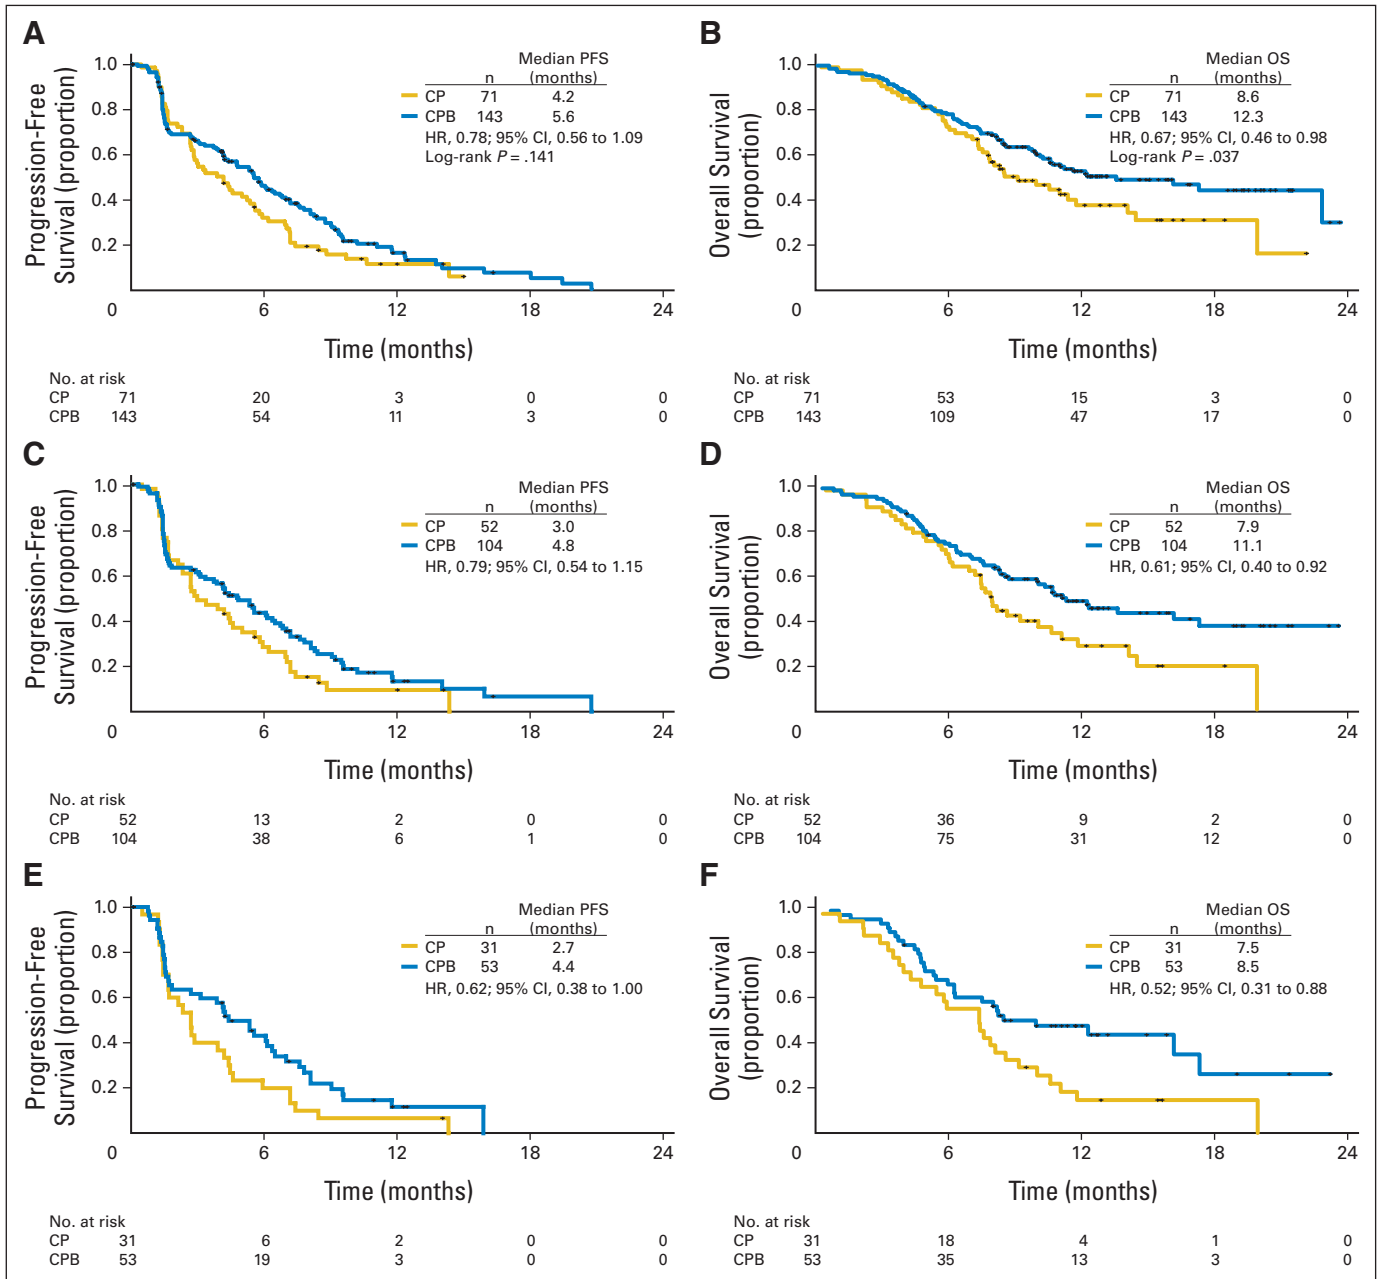 A
Progression-Free
Survival (proportion)
1.0
0.8
0.6
0.4
0.2
0 6 12 18 24
Time (months)
Median PFS
n (months)
CP 71 4.2
CPB 143 5.6
HR, 0.78; 95% CI, 0.56 to 1.09
Log-rank P = .141
No. at risk
CP 71 20 3 0 0
CPB 143 54 11 3 0
B
Overall Survival
(proportion)
1.0
0.8
0.6
0.4
0.2
0 6 12 18 24
Time (months)
Median OS
n (months)
CP 71 8.6
CPB 143 12.3
HR, 0.67; 95% CI, 0.46 to 0.98
Log-rank P = .037
No. at risk
CP 71 53 15 3 0
CPB 143 109 47 17 0
C
Progression-Free
Survival (proportion)
1.0
0.8
0.6
0.4
0.2
0 6 12 18 24
Time (months)
Median PFS
n (months)
CP 52 3.0
CPB 104 4.8
HR, 0.79; 95% CI, 0.54 to 1.15
No. at risk
CP 52 13 2 0 0
CPB 104 38 6 1 0
D
Overall Survival
(proportion)
1.0
0.8
0.6
0.4
0.2
0 6 12 18 24
Time (months)
Median OS
n (months)
CP 52 7.9
CPB 104 11.1
HR, 0.61; 95% CI, 0.40 to 0.92
No. at risk
CP 52 36 9 2 0
CPB 104 75 31 12 0
E
Progression-Free
Survival (proportion)
1.0
0.8
0.6
0.4
0.2
0 6 12 18 24
Time (months)
Median PFS
n (months)
CP 31 2.7
CPB 53 4.4
HR, 0.62; 95% CI, 0.38 to 1.00
No. at risk
CP 31 6 2 0 0
CPB 53 19 3 0 0
F
Overall Survival
(proportion)
1.0
0.8
0.6
0.4
0.2
0 6 12 18 24
Time (months)
Median OS
n (months)
CP 31 7.5
CPB 53 8.5
HR, 0.52; 95% CI, 0.31 to 0.88
No. at risk
CP 31 18 4 1 0
CPB 53 35 13 3 0